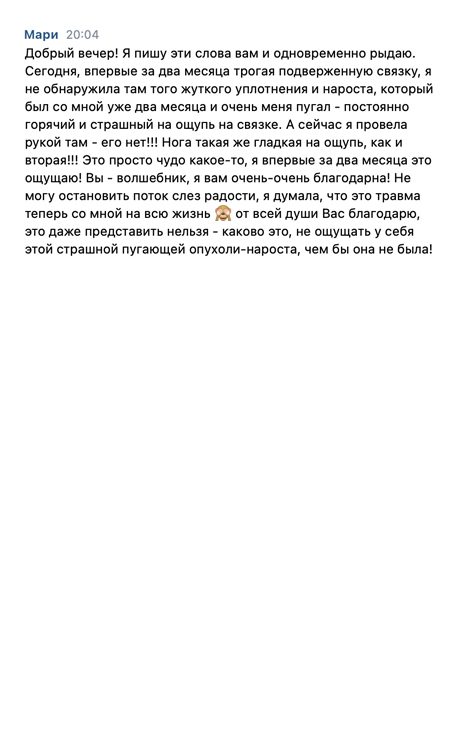 Мари 20:04
Добрый вечер! Я пишу эти слова вам и одновременно рыдаю.
Сегодня, впервые за два месяца трогая подверженную связку, я
не обнаружила там того жуткого уплотнения и нароста, который
был со мной уже два месяца и очень меня пугал - постоянно
горячий и страшный на ощупь на связке. А сейчас я провела
рукой там - его нет!!! Нога такая же гладкая на ощупь, как и
вторая!!! Это просто чудо какое-то, я впервые за два месяца это
ощущаю! Вы - волшебник, я вам очень-очень благодарна! Не
могу остановить поток слез радости, я думала, что это травма
теперь со мной на всю жизнь 🙈 от всей души Вас благодарю,
это даже представить нельзя - каково это, не ощущать у себя
этой страшной пугающей опухоли-нароста, чем бы она не была!